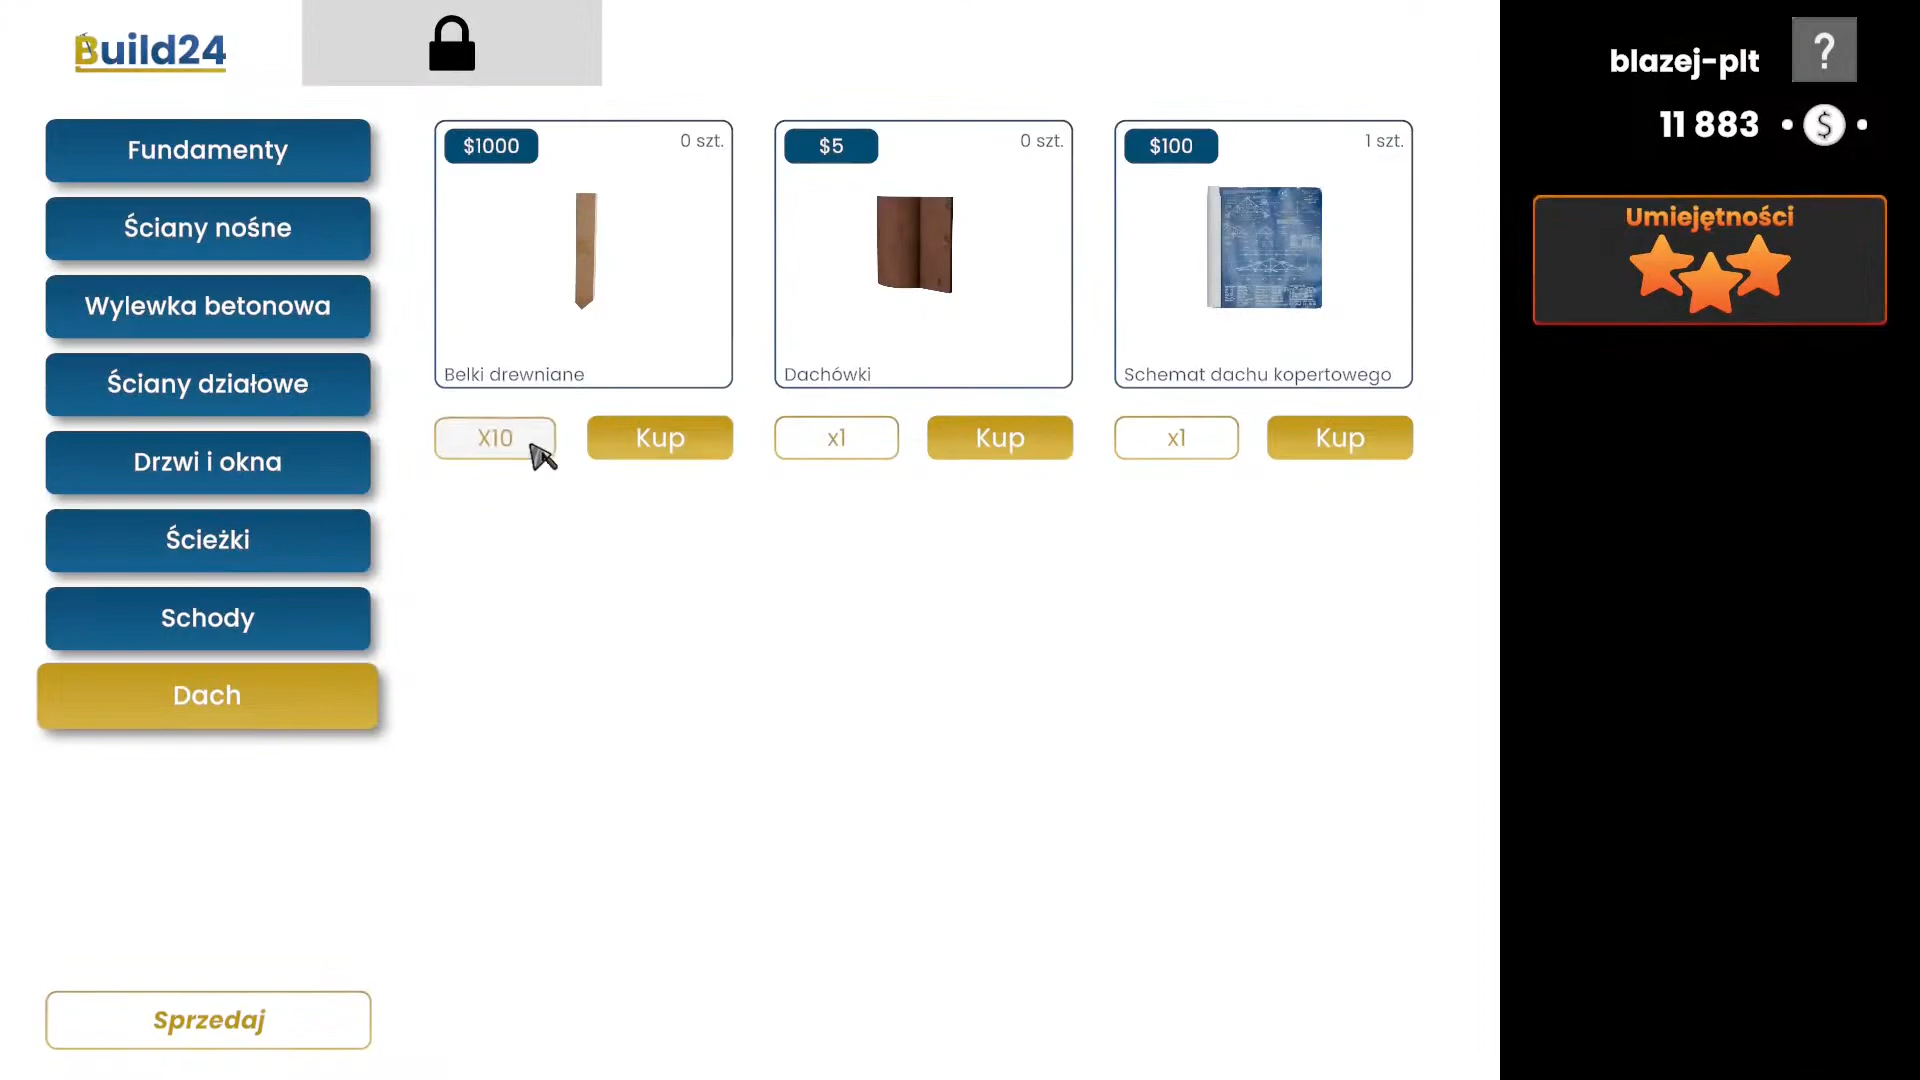 Build24
blazej-plt
?
11 883
$
Umiejętności
Fundamenty
Ściany nośne
Wylewka betonowa
Ściany działowe
Drzwi i okna
Ścieżki
Schody
Dach
Sprzedaj
$1000
0 szt.
Belki drewniane
X10
Kup
$5
0 szt.
Dachówki
x1
Kup
$100
1 szt.
Schemat dachu kopertowego
x1
Kup